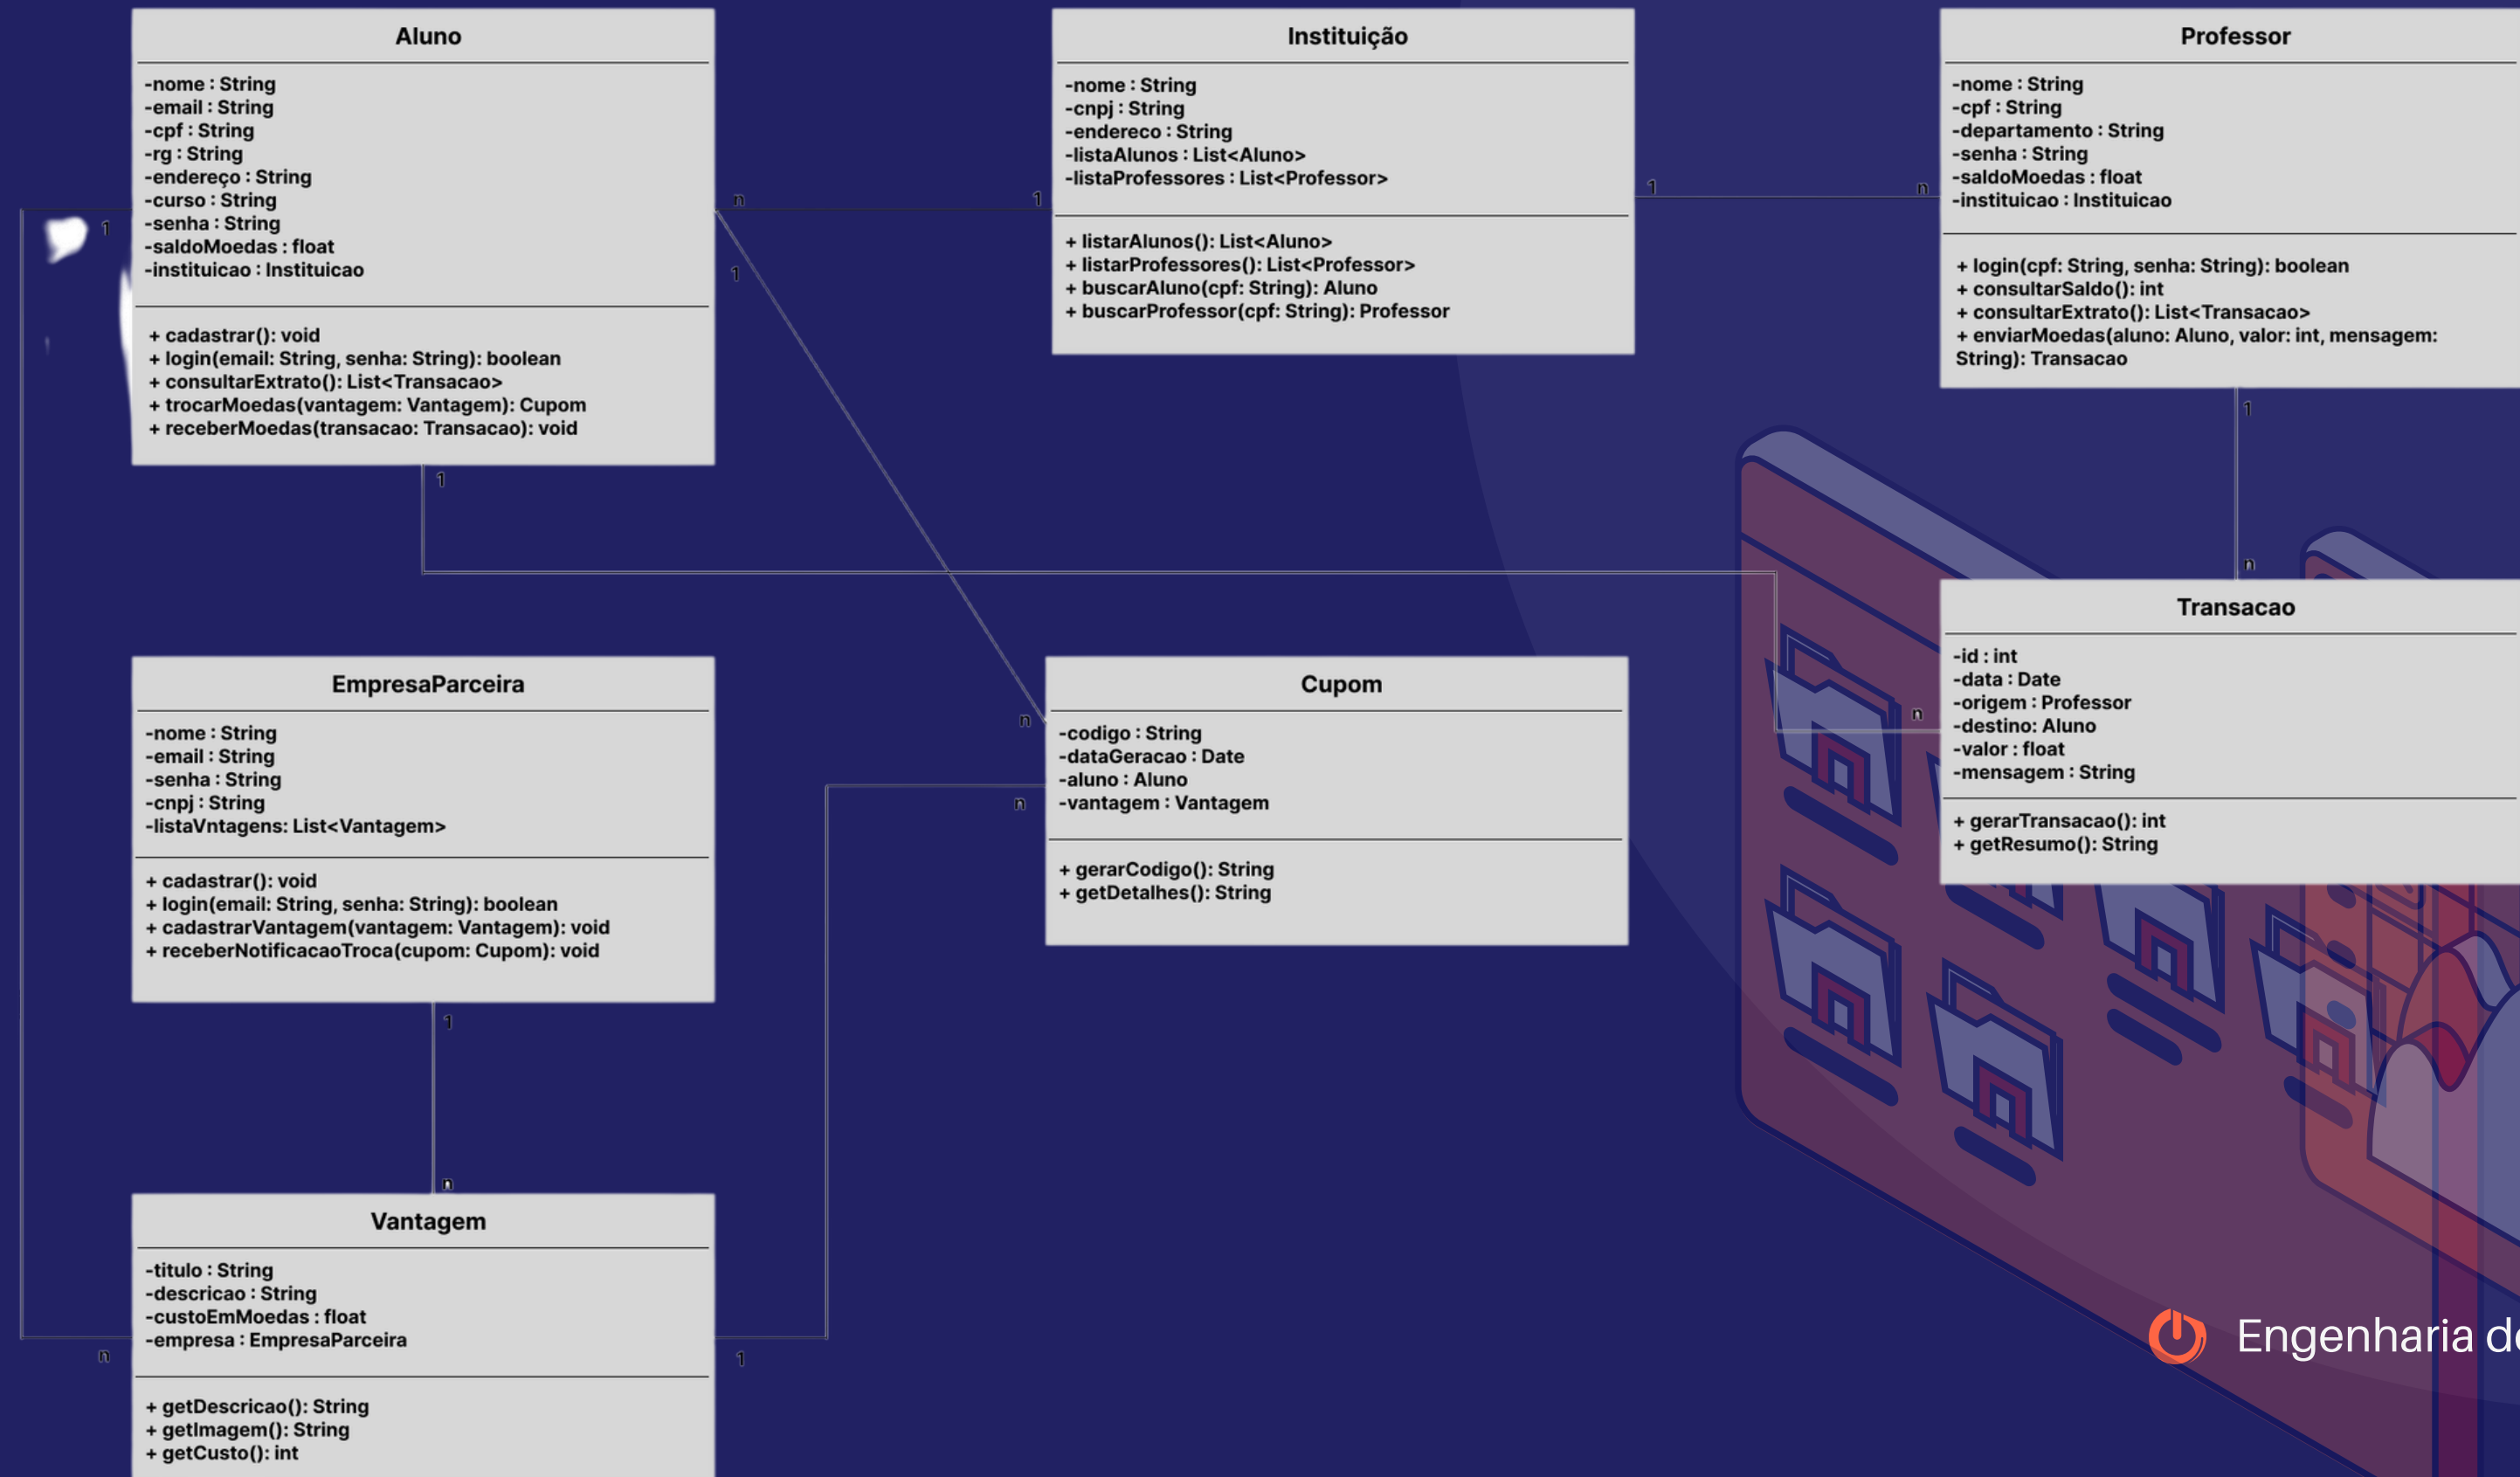 Aluno
-nome : String
-email : String
-cpf : String
-rg : String
-endereço : String
-curso : String
-senha : String
-saldoMoedas : float
-instituicao : Instituicao
+ cadastrar(): void
+ login(email: String, senha: String): boolean
+ consultarExtrato(): List<Transacao>
+ trocarMoedas(vantagem: Vantagem): Cupom
+ receberMoedas(transacao: Transacao): void
1
n
1
1
1
Instituição
-nome : String
-cnpj : String
-endereco : String
-listaAlunos : List<Aluno>
-listaProfessores : List<Professor>
+ listarAlunos(): List<Aluno>
+ listarProfessores(): List<Professor>
+ buscarAluno(cpf: String): Aluno
+ buscarProfessor(cpf: String): Professor
1
n
Professor
-nome : String
-cpf : String
-departamento : String
-senha : String
-saldoMoedas : float
-instituicao : Instituicao
+ login(cpf: String, senha: String): boolean
+ consultarSaldo(): int
+ consultarExtrato(): List<Transacao>
+ enviarMoedas(aluno: Aluno, valor: int, mensagem:
String): Transacao
1
n
EmpresaParceira
-nome : String
-email : String
-senha : String
-cnpj : String
-listaVntagens: List<Vantagem>
+ cadastrar(): void
+ login(email: String, senha: String): boolean
+ cadastrarVantagem(vantagem: Vantagem): void
+ receberNotificacaoTroca(cupom: Cupom): void
1
n
n
n
Cupom
-codigo : String
-dataGeracao : Date
-aluno : Aluno
-vantagem : Vantagem
+ gerarCodigo(): String
+ getDetalhes(): String
n
Transacao
-id : int
-data : Date
-origem : Professor
-destino: Aluno
-valor : float
-mensagem : String
+ gerarTransacao(): int
+ getResumo(): String
Vantagem
-titulo : String
-descricao : String
-custoEmMoedas : float
-empresa : EmpresaParceira
+ getDescricao(): String
+ getImagem(): String
+ getCusto(): int
n
1
Engenharia de